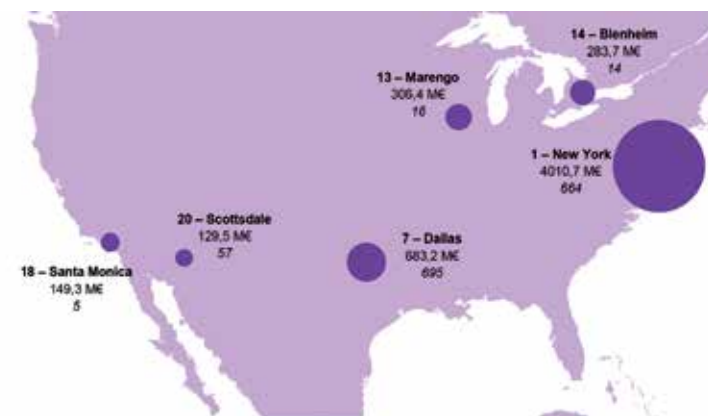 14 – Blenheim
283,7 M€
14
13 – Marengo
306,4 M€
16
1 – New York
4010,7 M€
664
20 – Scottsdale
129,5 M€
57
7 – Dallas
683,2 M€
695
18 – Santa Monica
149,3 M€
5